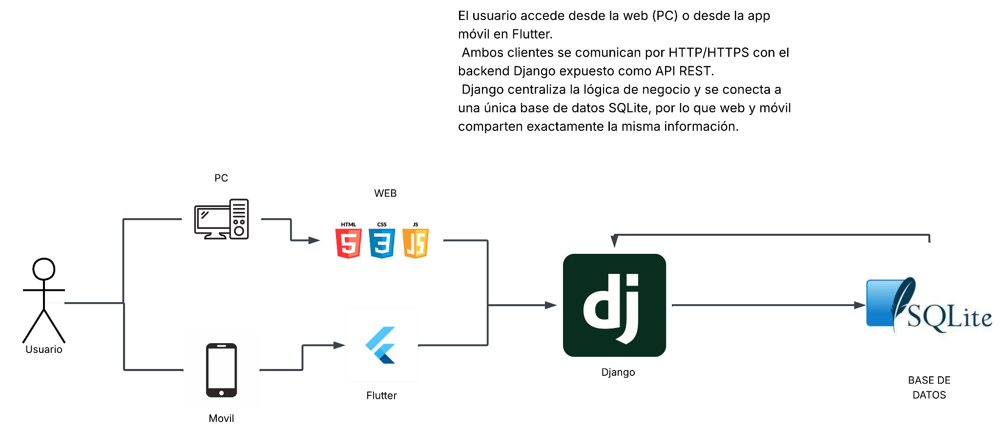 El usuario accede desde la web (PC) o desde la app
móvil en Flutter.
Ambos clientes se comunican por HTTP/HTTPS con el
backend Django expuesto como API REST.
Django centraliza la lógica de negocio y se conecta a
una única base de datos SQLite, por lo que web y móvil
comparten exactamente la misma información.
PC
WEB
HTML CSS JS
5 3 JS
Usuario
dj
SQLite
Django
Flutter
BASE DE
DATOS
Movil